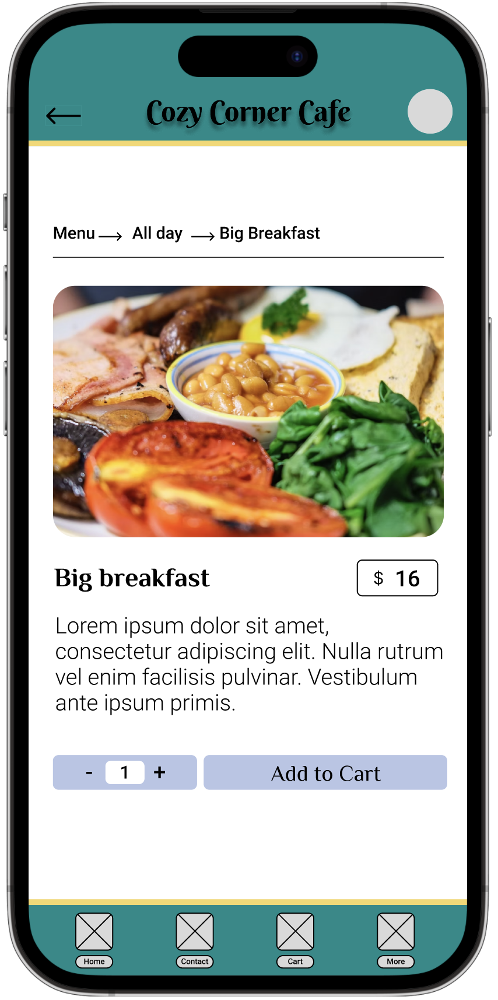 Cozy Corner Cafe
Menu → All day → Big Breakfast
Big breakfast
$ 16
Lorem ipsum dolor sit amet,
consectetur adipiscing elit. Nulla rutrum
vel enim facilisis pulvinar. Vestibulum
ante ipsum primis.
- 1 + Add to Cart
Home Contact Cart More